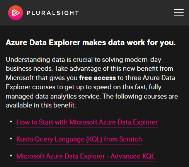 PLURALSIGHT
Azure Data Explorer makes data work for you.
Understanding data is crucial to solving modern-day
business needs. Take advantage of this new benefit from
Microsoft that gives you free access to three Azure Data
Explorer courses to get up to speed on this fast, fully
managed data analytics service. The following courses are
available in this benefit:
How to Start with Microsoft Azure Data Explorer
Kusto Query Language (KQL) from Scratch
Microsoft Azure Data Explorer - Advanced KQL